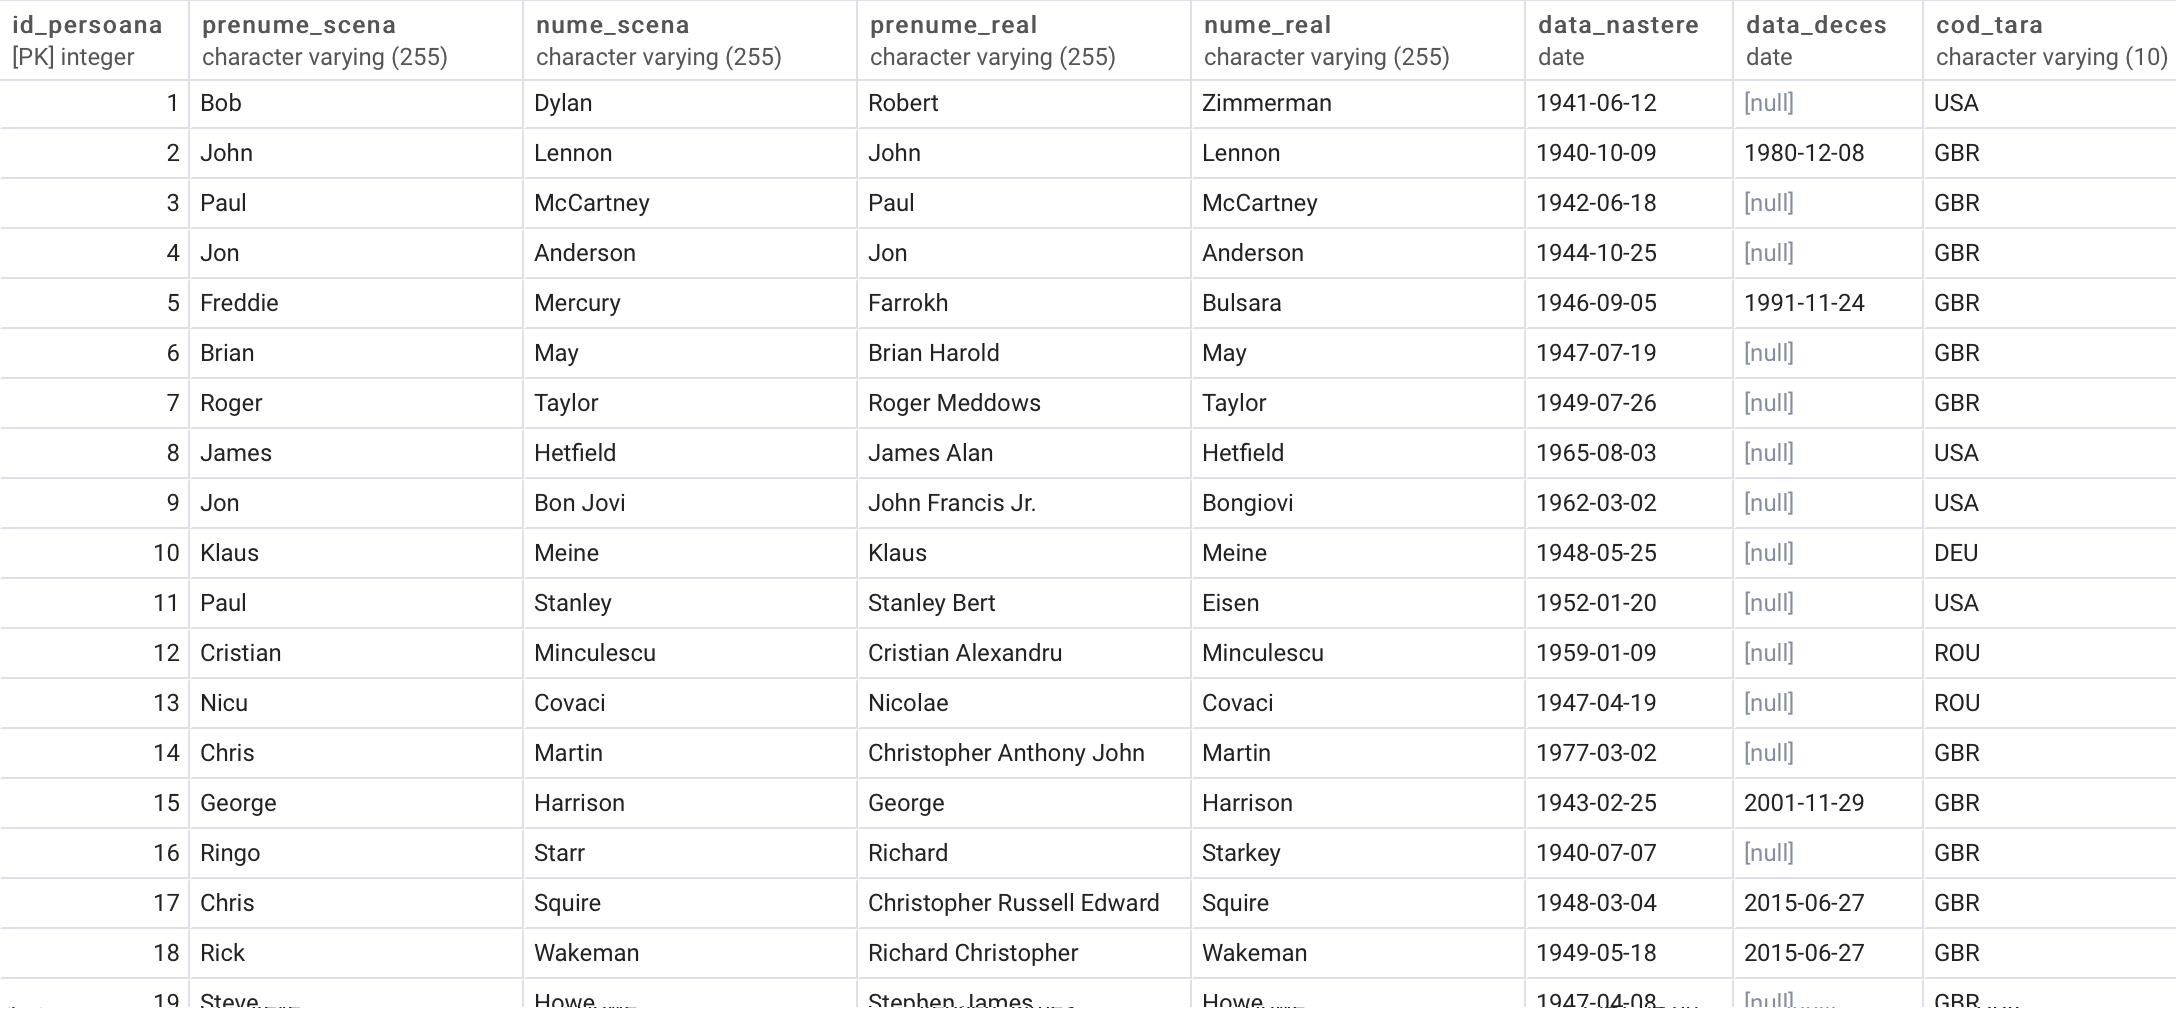 id_persoana prenume_scena nume_scena prenume_real nume_real data_nastere data_deces cod_tara
[PK] integer character varying (255) character varying (255) character varying (255) character varying (255) date date character varying (10)
1 Bob Dylan Robert Zimmerman 1941-06-12 [null] USA
2 John Lennon John Lennon 1940-10-09 1980-12-08 GBR
3 Paul McCartney Paul McCartney 1942-06-18 [null] GBR
4 Jon Anderson Jon Anderson 1944-10-25 [null] GBR
5 Freddie Mercury Farrokh Bulsara 1946-09-05 1991-11-24 GBR
6 Brian May Brian Harold May 1947-07-19 [null] GBR
7 Roger Taylor Roger Meddows Taylor 1949-07-26 [null] GBR
8 James Hetfield James Alan Hetfield 1965-08-03 [null] USA
9 Jon Bon Jovi John Francis Jr. Bongiovi 1962-03-02 [null] USA
10 Klaus Meine Klaus Meine 1948-05-25 [null] DEU
11 Paul Stanley Stanley Bert Eisen 1952-01-20 [null] USA
12 Cristian Minculescu Cristian Alexandru Minculescu 1959-01-09 [null] ROU
13 Nicu Covaci Nicolae Covaci 1947-04-19 [null] ROU
14 Chris Martin Christopher Anthony John Martin 1977-03-02 [null] GBR
15 George Harrison George Harrison 1943-02-25 2001-11-29 GBR
16 Ringo Starr Richard Starkey 1940-07-07 [null] GBR
17 Chris Squire Christopher Russell Edward Squire 1948-03-04 2015-06-27 GBR
18 Rick Wakeman Richard Christopher Wakeman 1949-05-18 2015-06-27 GBR
19 Steve Howe Stephen James Howe 1947-04-08 [null] GBR